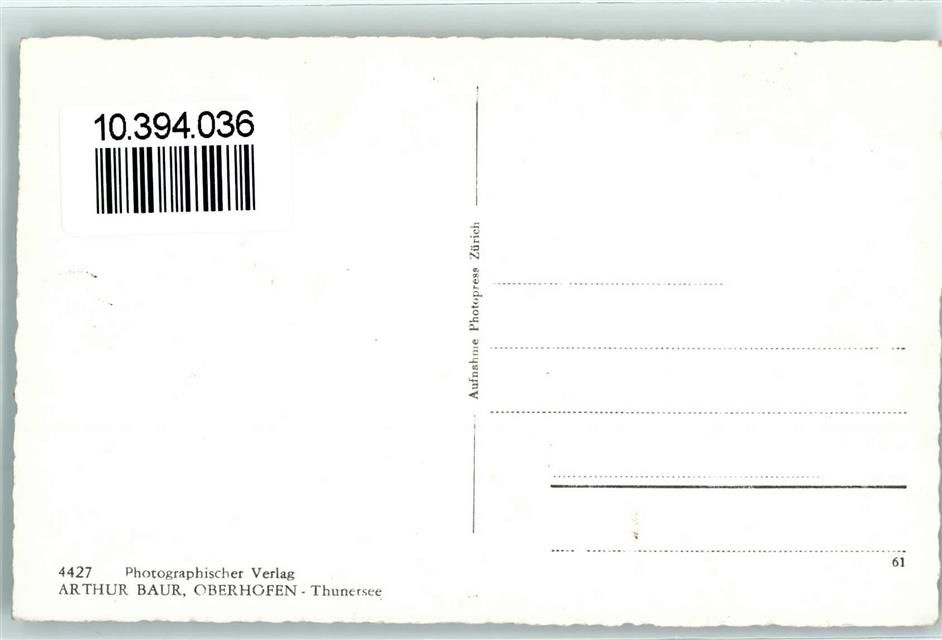 10.394.036
Aufnahme Photopress Zürich
4427 Photographischer Verlag
ARTHUR BAUR, OBERHOFEN - Thunersee
61